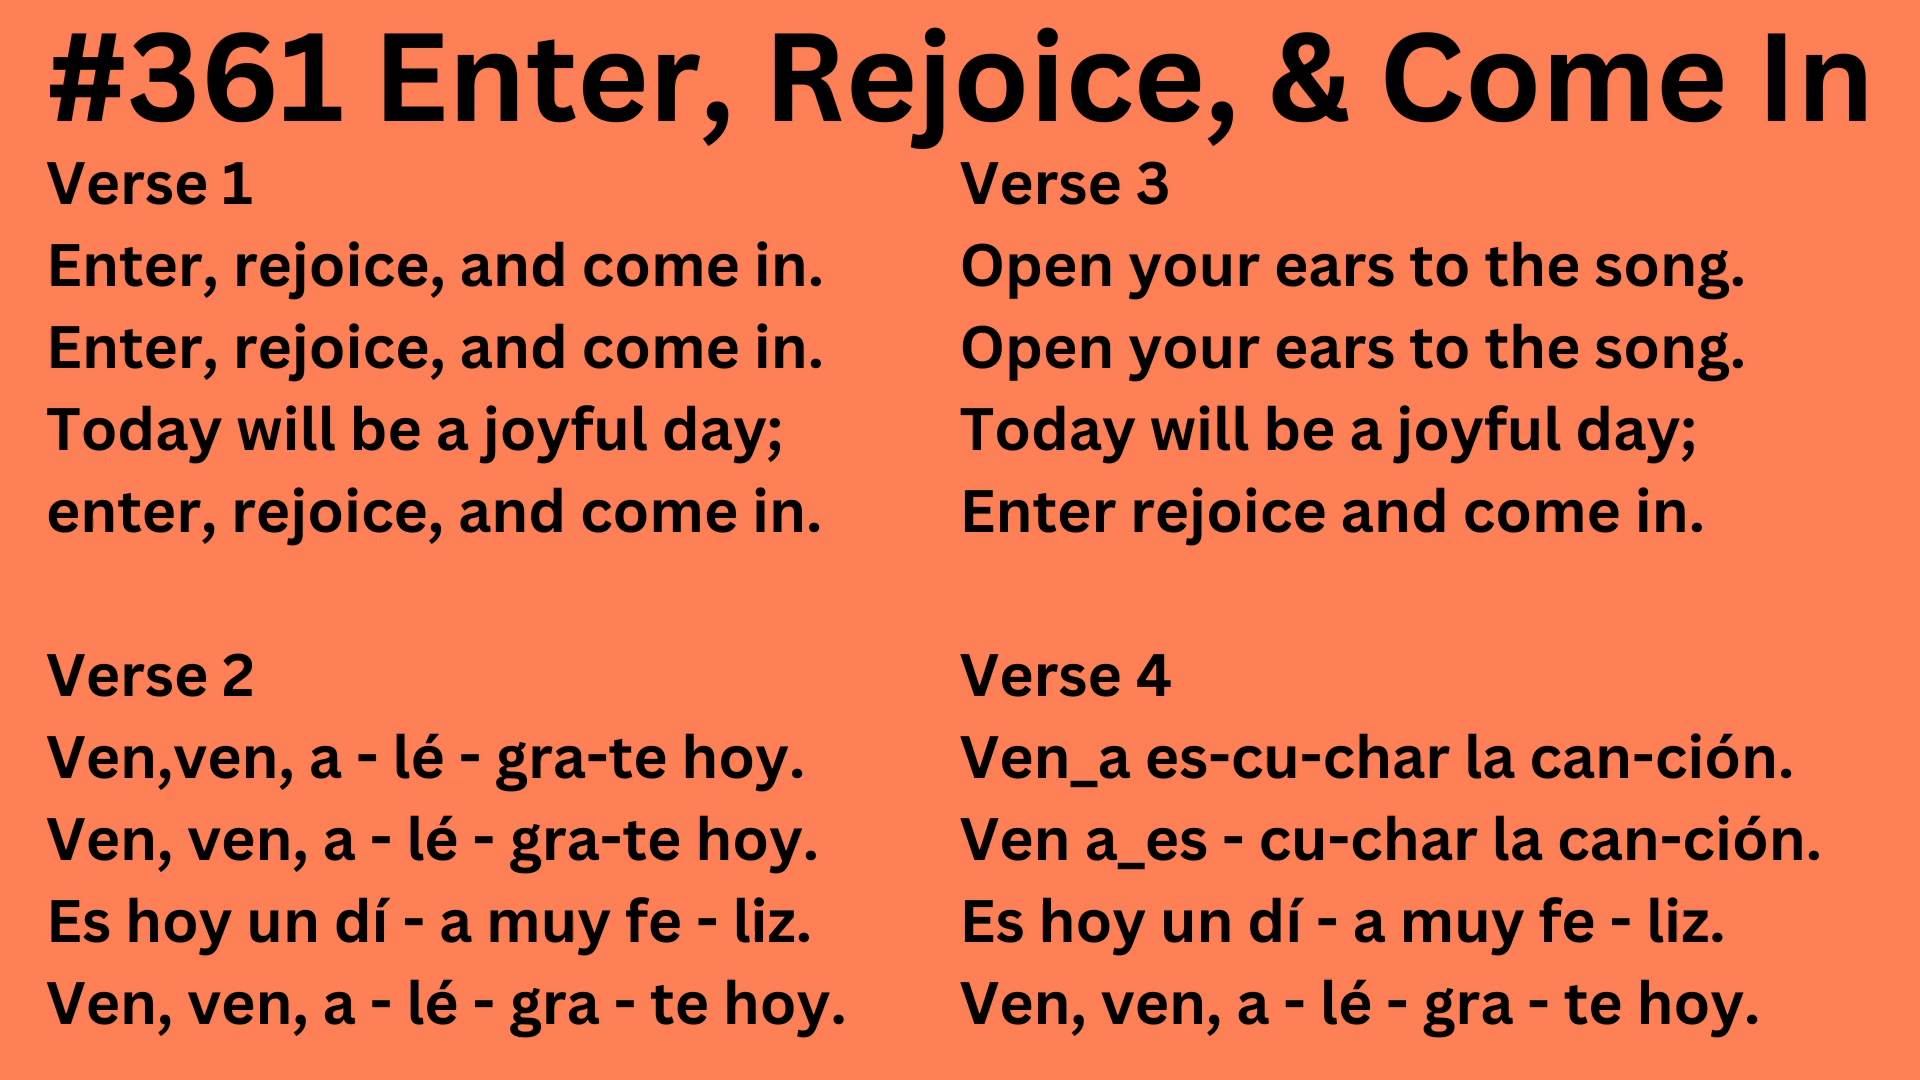 #361 Enter, Rejoice, & Come In
Verse 1
Enter, rejoice, and come in.
Enter, rejoice, and come in.
Today will be a joyful day;
enter, rejoice, and come in.
Verse 2
Ven,ven, a - lé - gra-te hoy.
Ven, ven, a - lé - gra-te hoy.
Es hoy un dí - a muy fe - liz.
Ven, ven, a - lé - gra - te hoy.
Verse 3
Open your ears to the song.
Open your ears to the song.
Today will be a joyful day;
Enter rejoice and come in.
Verse 4
Ven_a es-cu-char la can-ción.
Ven a_es - cu-char la can-ción.
Es hoy un dí - a muy fe - liz.
Ven, ven, a - lé - gra - te hoy.